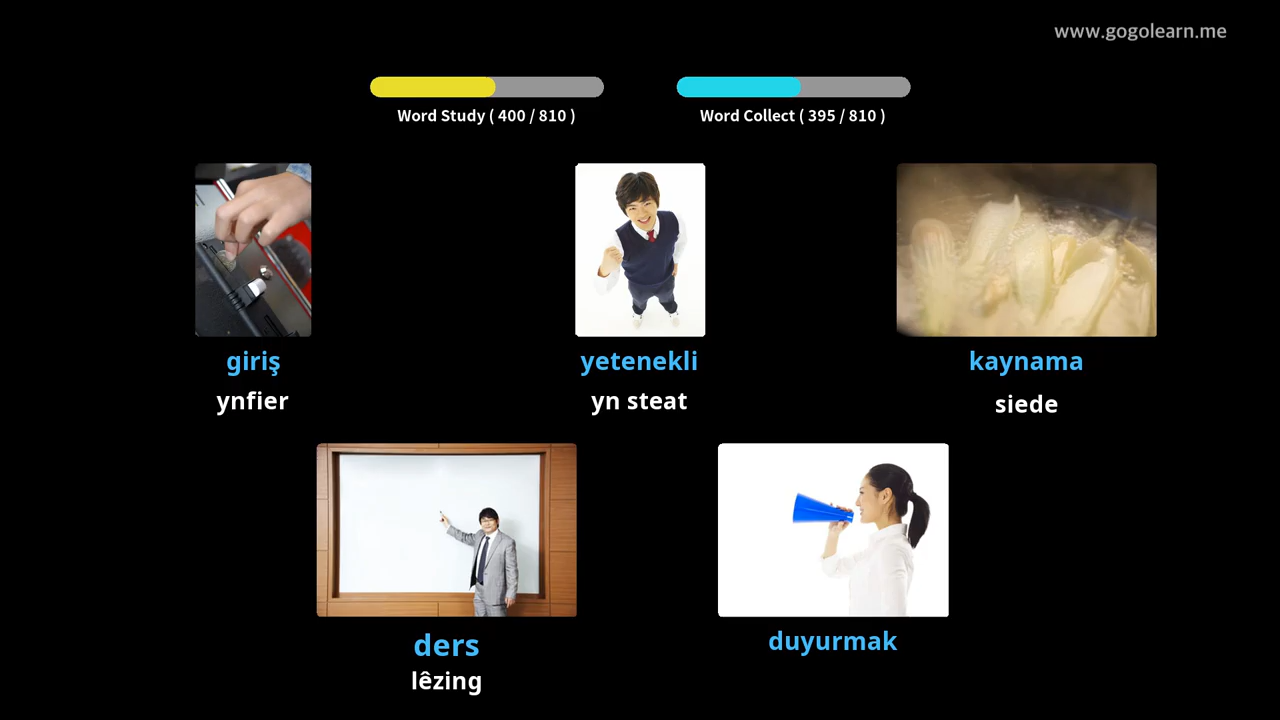 www.gogolearn.me
Word Study ( 400 / 810 )
Word Collect ( 395 / 810 )
giriş
ynfier
yetenekli
yn steat
kaynama
siede
ders
lêzing
duyurmak